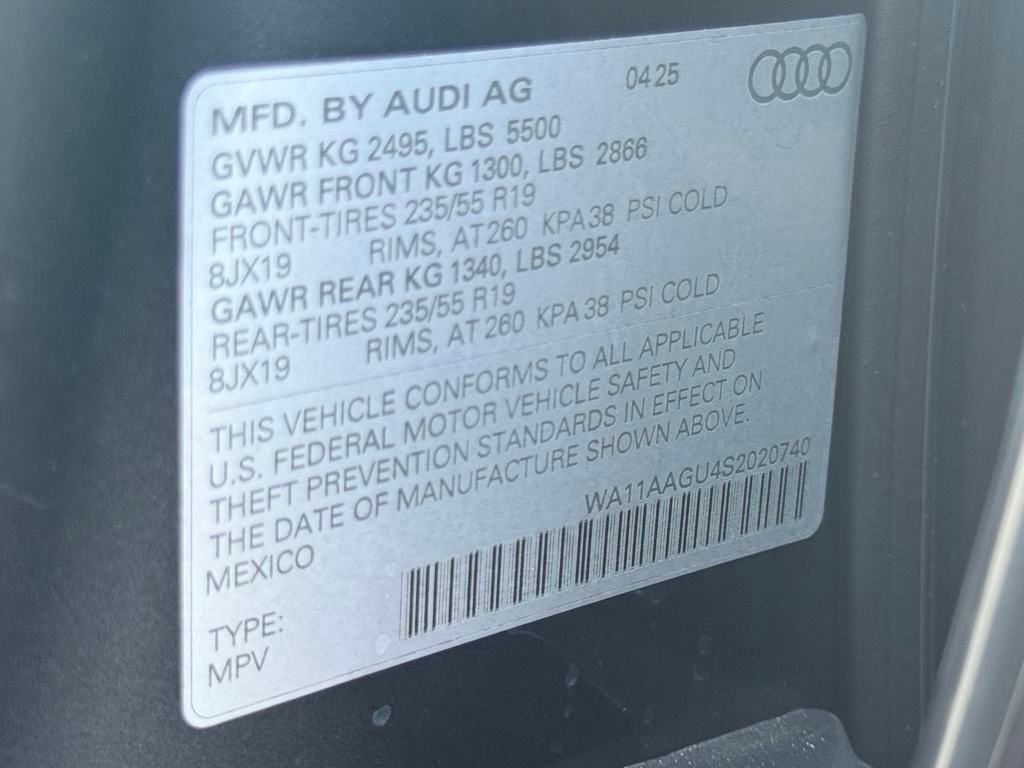 MFD. BY AUDI AG 04 25
GVWR KG 2495, LBS 5500
GAWR FRONT KG 1300, LBS 2866
FRONT-TIRES 235/55 R19
8JX19 RIMS, AT 260 KPA 38 PSI COLD
GAWR REAR KG 1340, LBS 2954
REAR-TIRES 235/55 R19
8JX19 RIMS, AT 260 KPA 38 PSI COLD
THIS VEHICLE CONFORMS TO ALL APPLICABLE
U.S. FEDERAL MOTOR VEHICLE SAFETY AND
THEFT PREVENTION STANDARDS IN EFFECT ON
THE DATE OF MANUFACTURE SHOWN ABOVE.
MEXICO WA11AAGU4S2020740
TYPE:
MPV